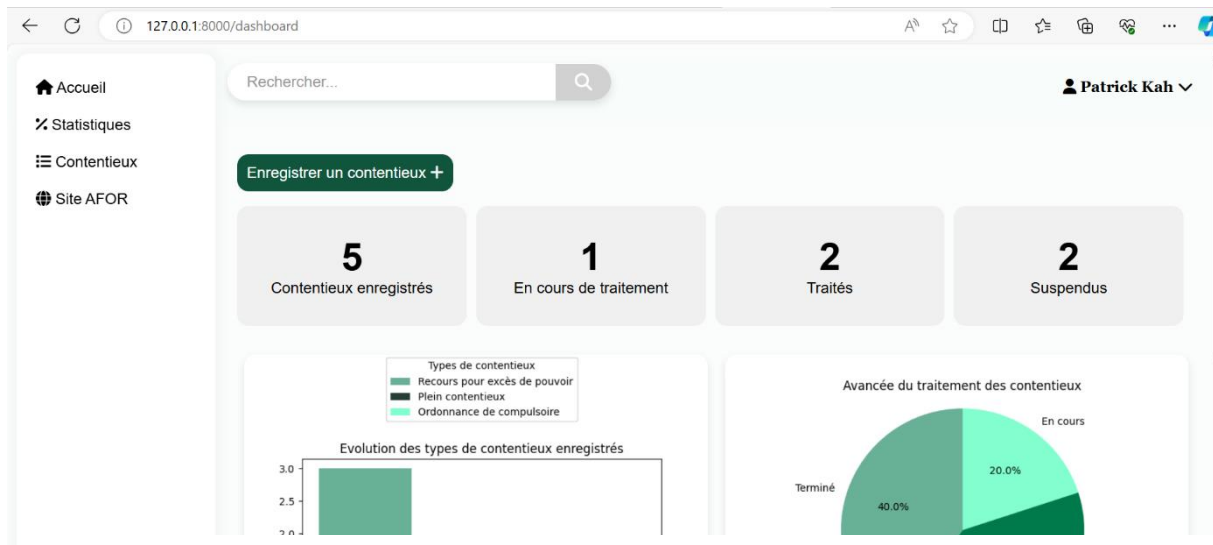 127.0.0.1:8000/dashboard
Accueil
Statistiques
Contentieux
Site AFOR
Rechercher...
Patrick Kah
Enregistrer un contentieux +
5
Contentieux enregistrés
1
En cours de traitement
2
Traités
2
Suspendus
Types de contentieux
Recours pour excès de pouvoir
Plein contentieux
Ordonnance de compulsoire
Evolution des types de contentieux enregistrés
3.0
2.5
2.0
Avancée du traitement des contentieux
En cours
20.0%
Terminé
40.0%